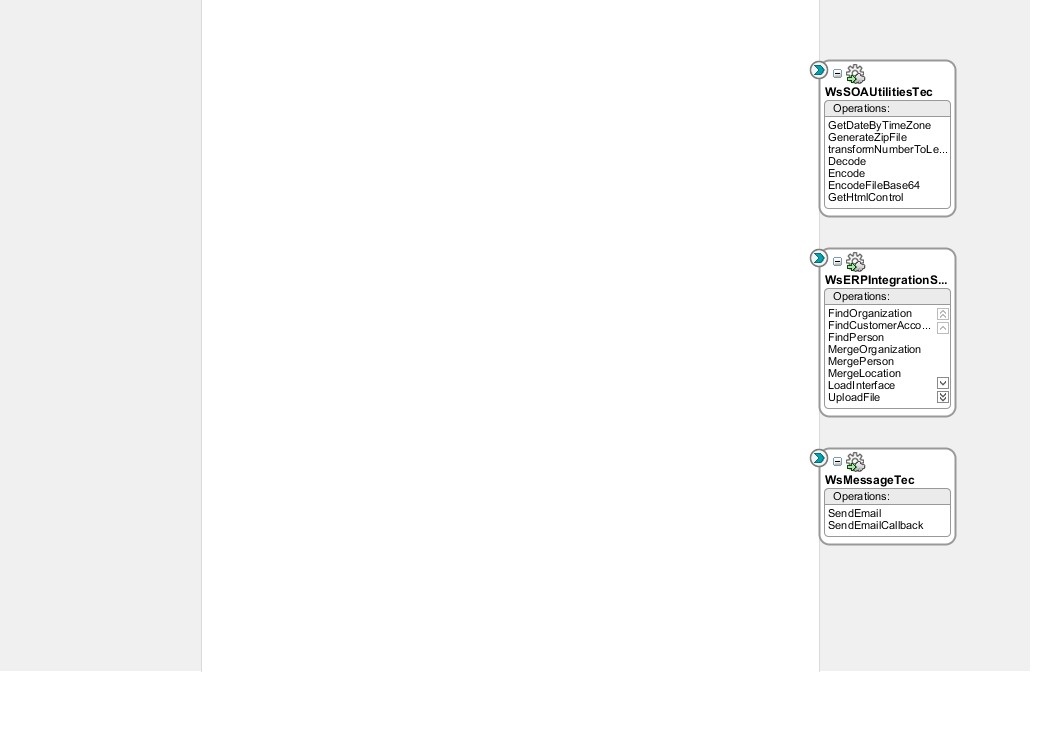 WsSOAUtilitiesTec
Operations:
GetDateByTimeZone
GenerateZipFile
transformNumberToLe...
Decode
Encode
EncodeFileBase64
GetHtmlControl
WsERPIntegrationS...
Operations:
FindOrganization
FindCustomerAcco...
FindPerson
MergeOrganization
MergePerson
MergeLocation
LoadInterface
UploadFile
WsMessageTec
Operations:
SendEmail
SendEmailCallback